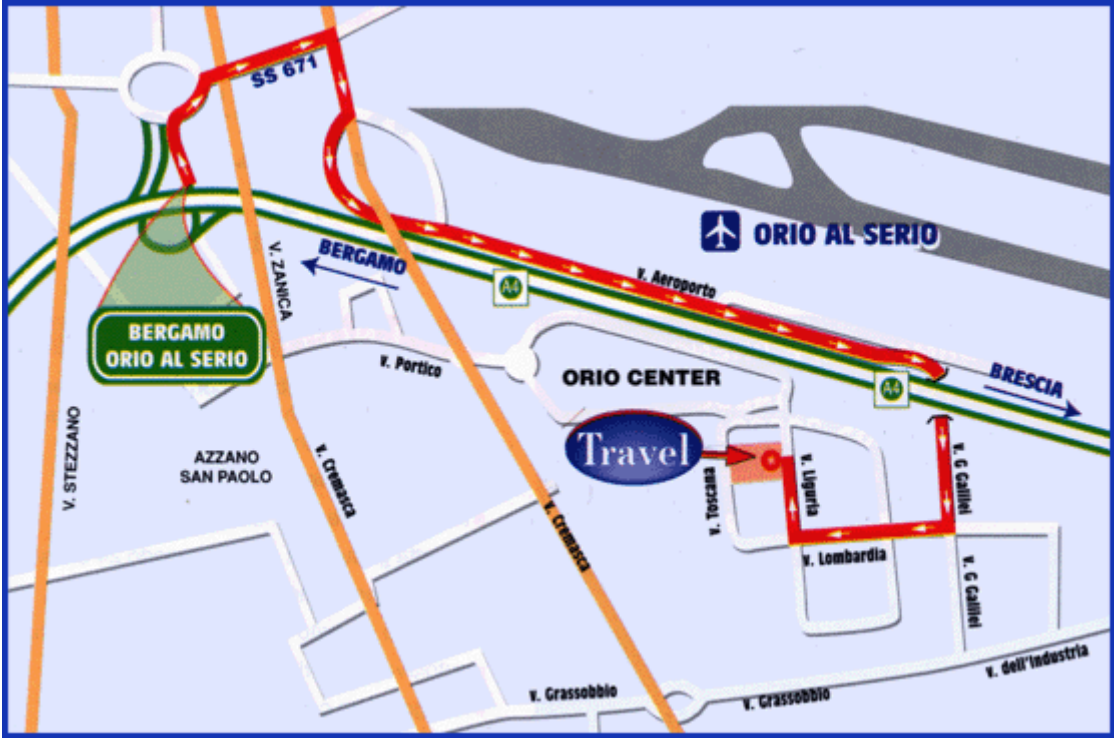 SS 671
ORIO AL SERIO
V. ZANICA
BERGAMO
V. Aeroporto
A4
BERGAMO
ORIO AL SERIO
V. Portico
ORIO CENTER
A4
BRESCIA
V. STEZZANO
AZZANO
SAN PAOLO
Travel
V. Cremasca
V. Toscana
V. Liguria
V. G Galilei
V. Cremasca
V. Lombardia
V. G Galilei
V. Grassobbio
V. Grassobbio
V. dell'Industria